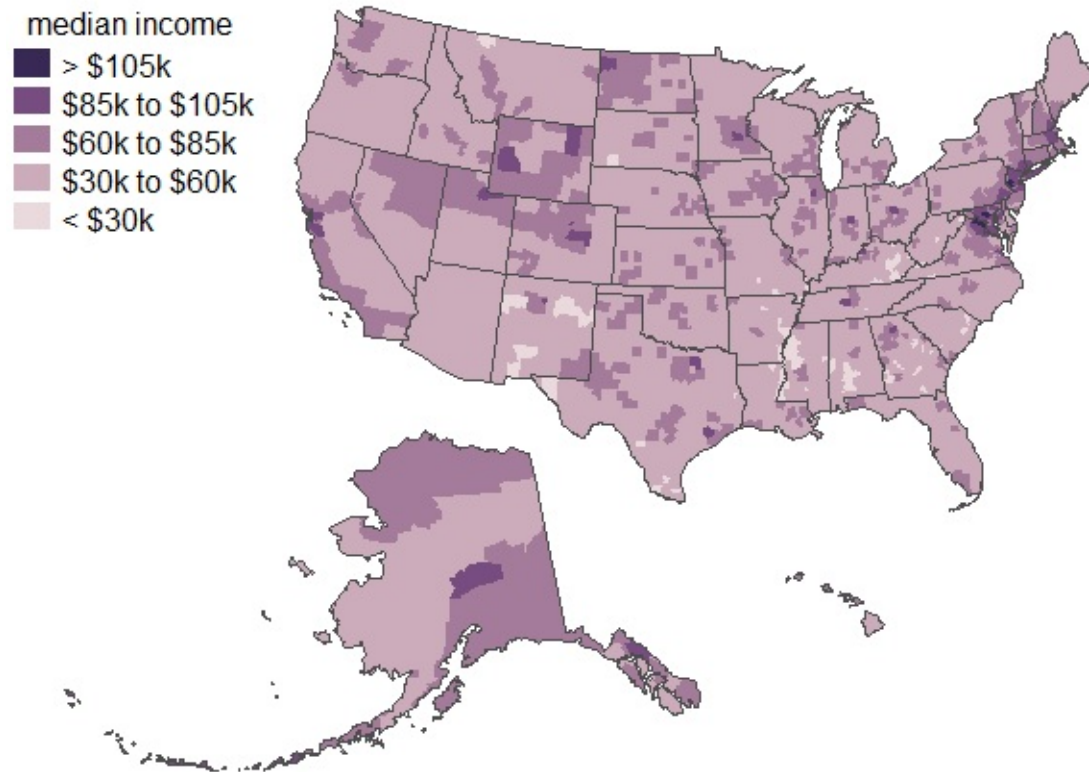 median income
> $105k
$85k to $105k
$60k to $85k
$30k to $60k
< $30k